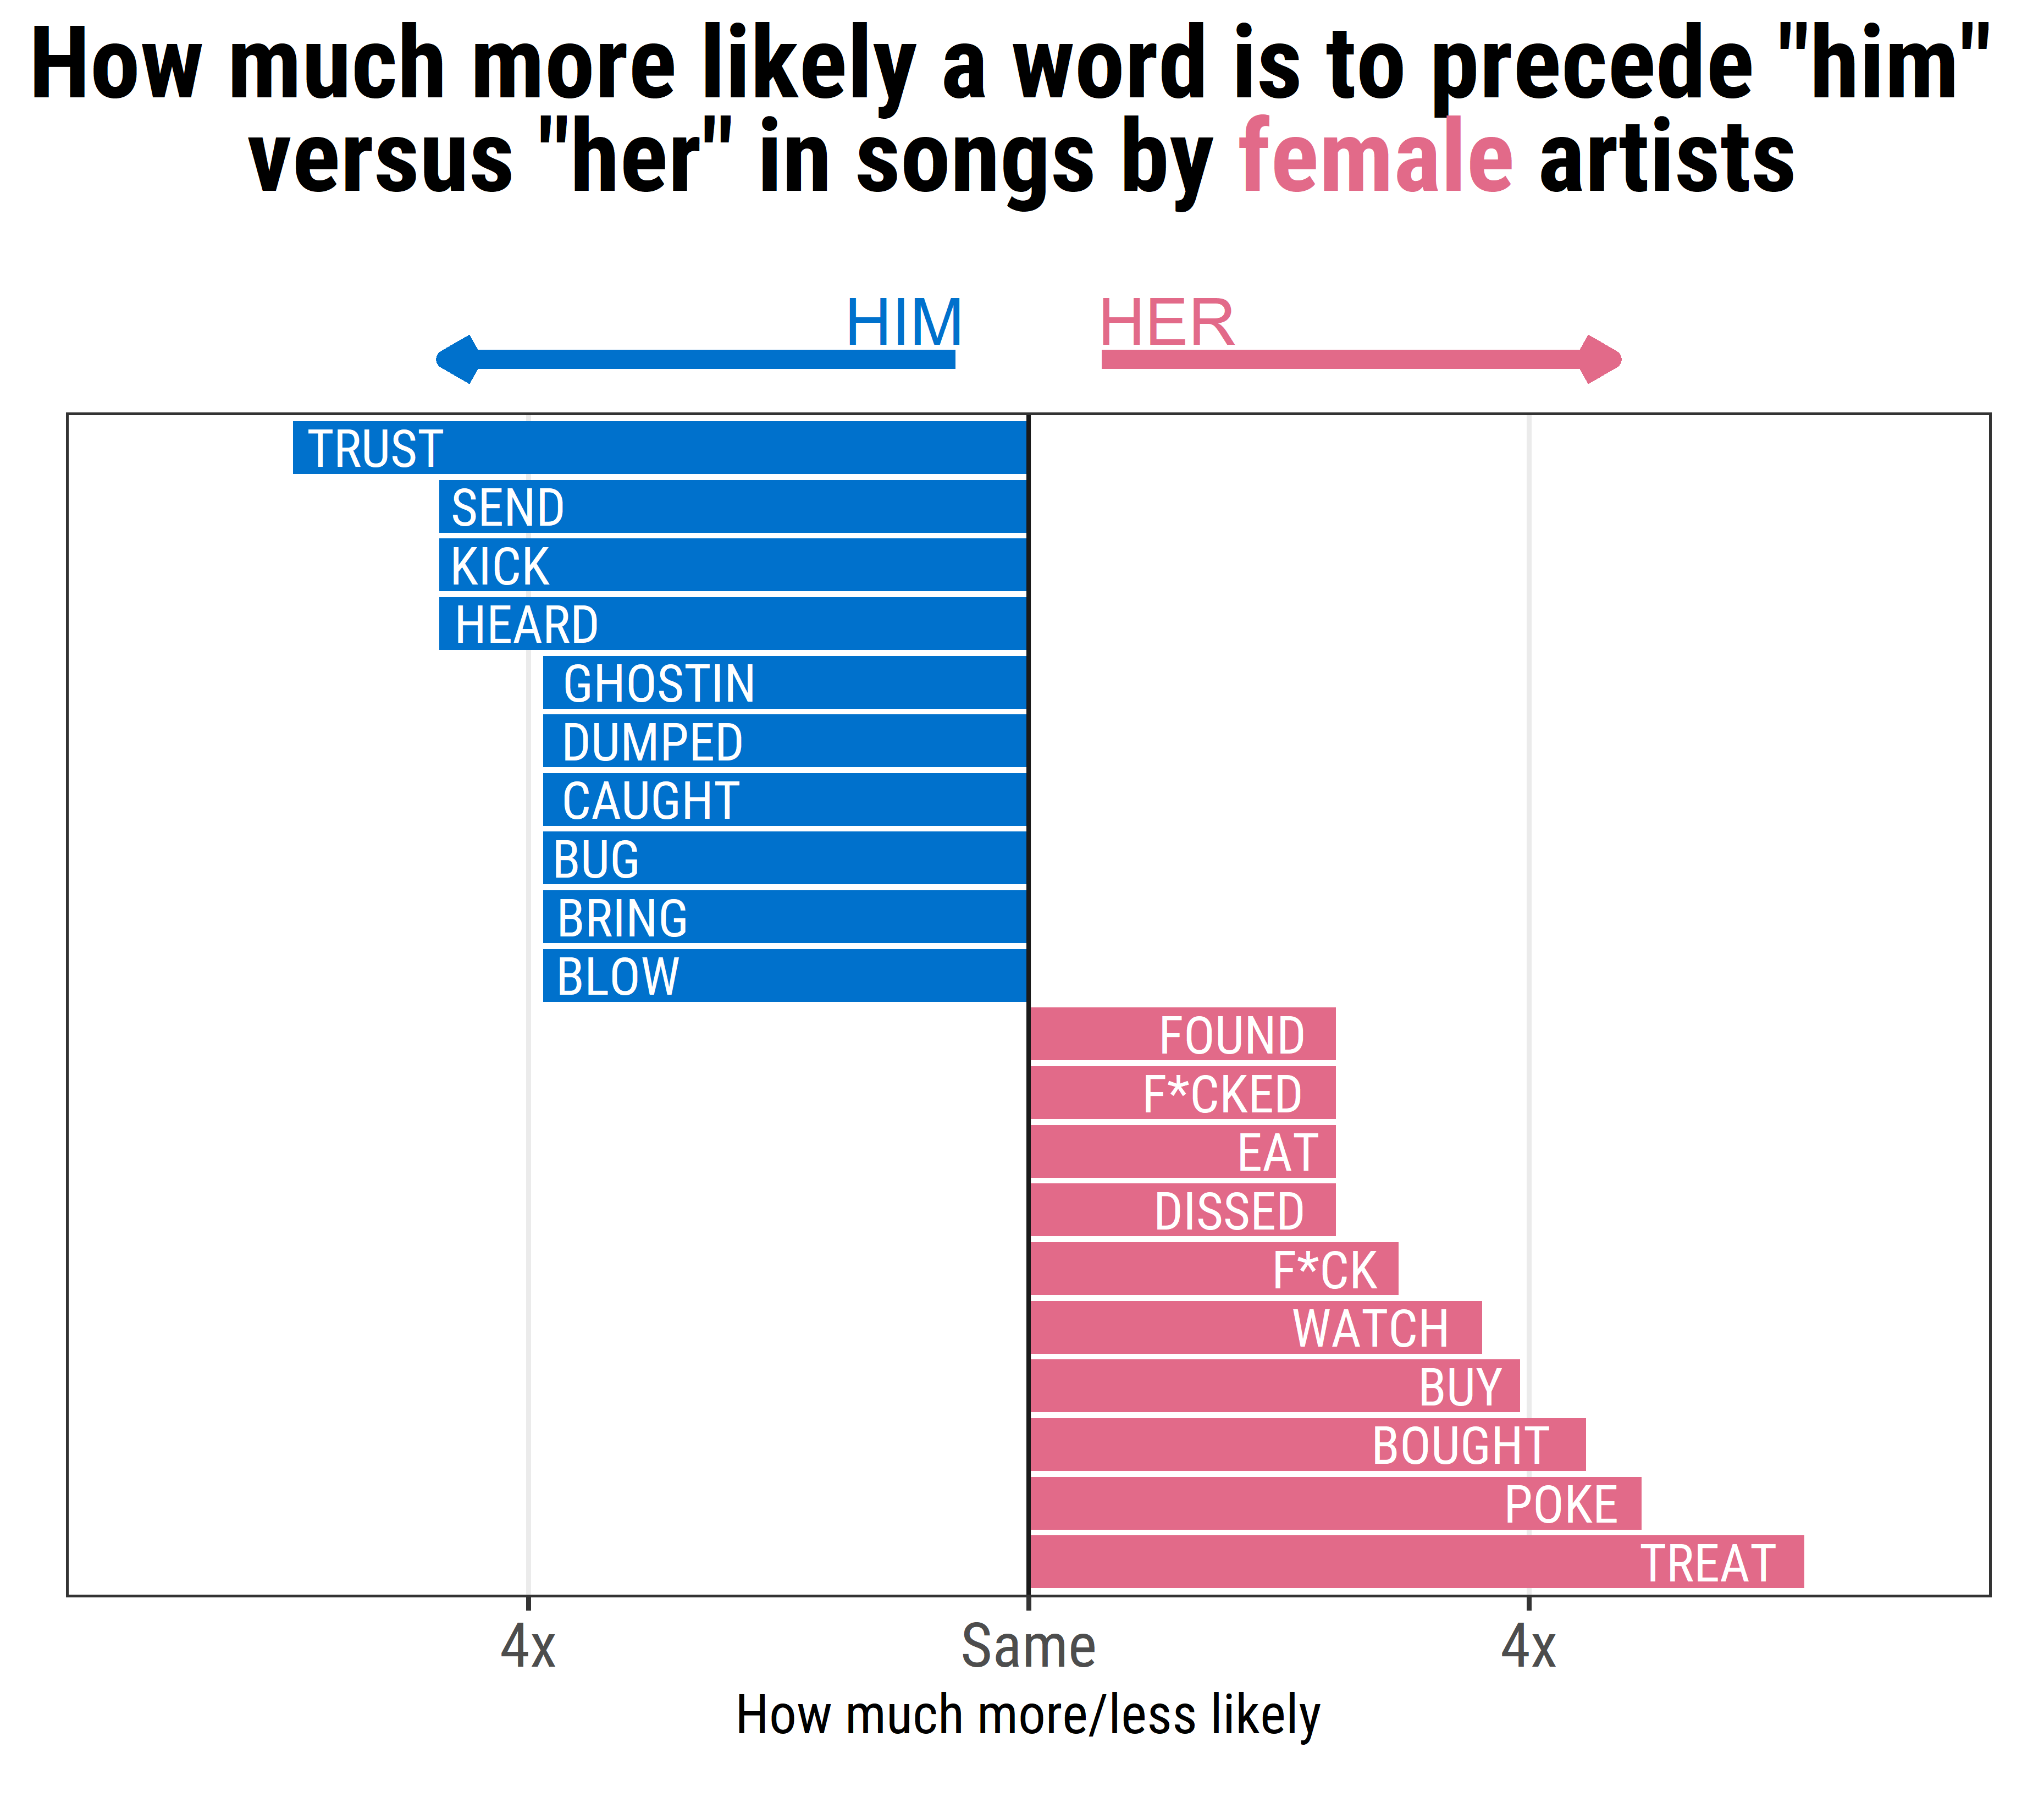 How much more likely a word is to precede "him"
versus "her" in songs by female artists
HIM
HER
TRUST
SEND
KICK
HEARD
GHOSTIN
DUMPED
CAUGHT
BUG
BRING
BLOW
FOUND
F*CKED
EAT
DISSED
F*CK
WATCH
BUY
BOUGHT
POKE
TREAT
4x
Same
4x
How much more/less likely